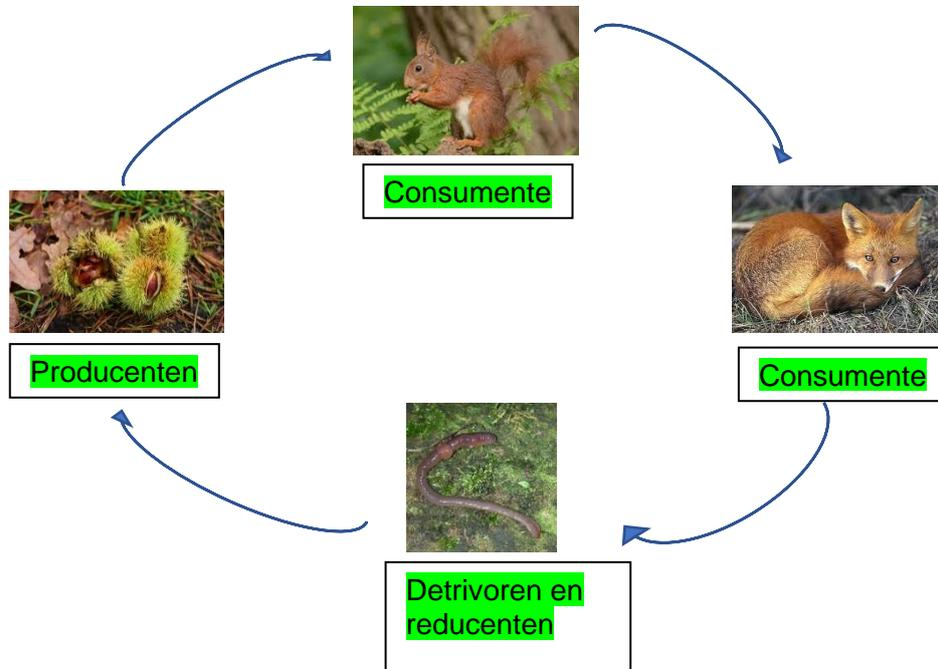 Consumente
Producenten
Consumente
Detrivoren en
reducenten